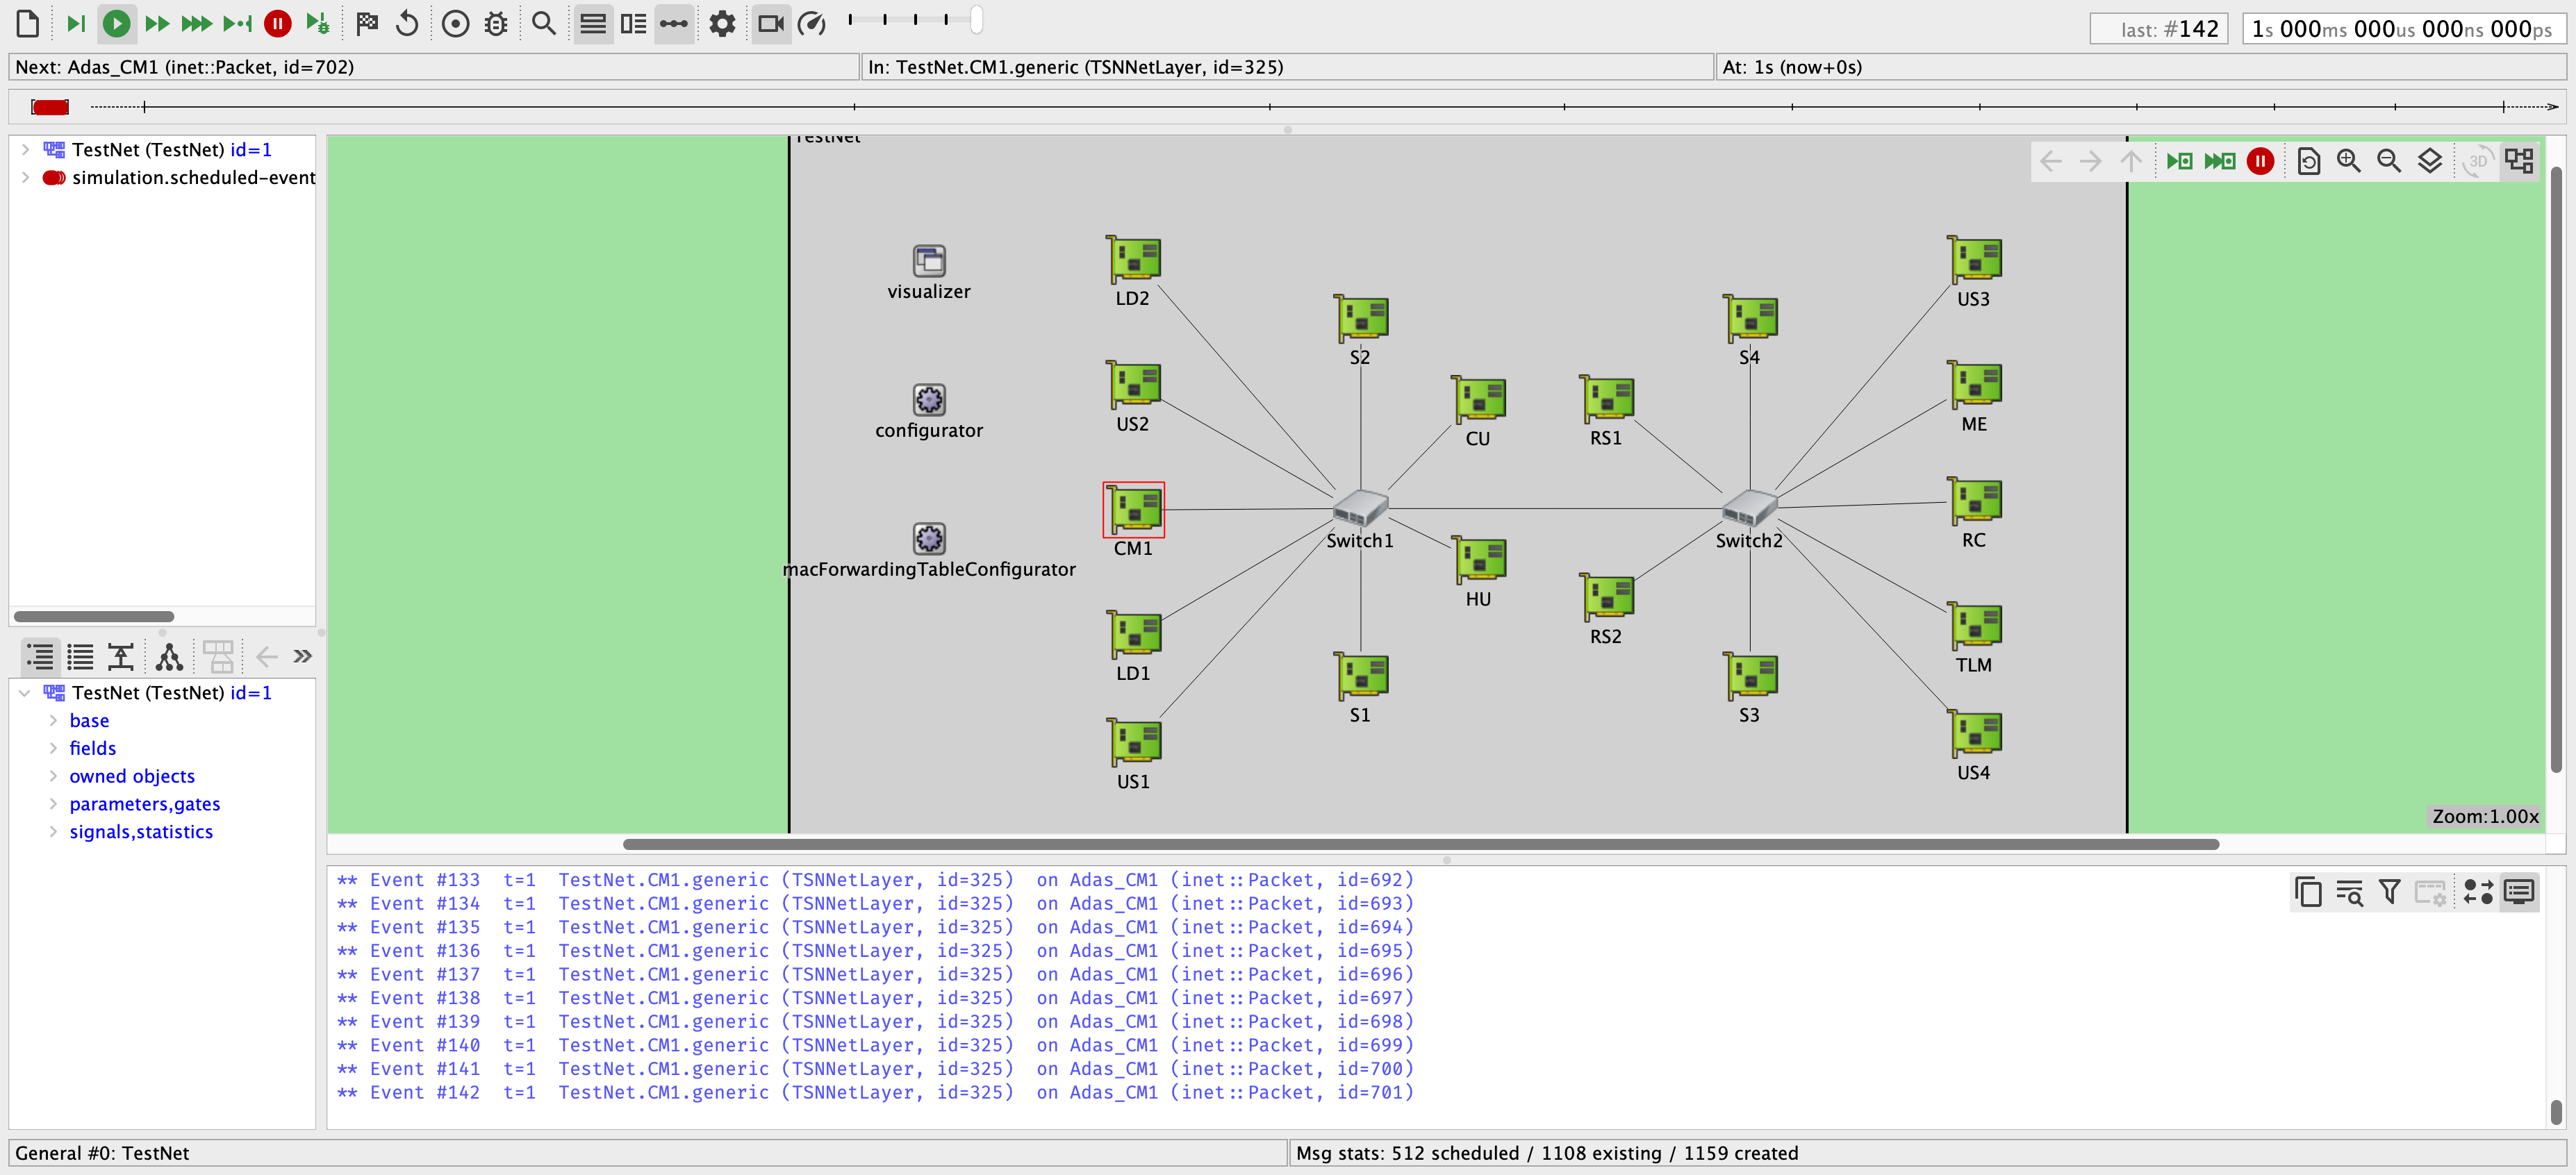 last: #142
1s 000ms 000us 000ns 000ps
Next: Adas_CM1 (inet::Packet, id=702)
In: TestNet.CM1.generic (TSNNetLayer, id=325)
At: 1s (now+0s)
TestNet (TestNet) id=1
simulation.scheduled-event
TestNet
3D
visualizer
configurator
macForwardingTableConfigurator
LD2
US2
CM1
LD1
US1
S2
CU
Switch1
HU
S1
RS1
S4
Switch2
RS2
S3
US3
ME
RC
TLM
US4
Zoom:1.00x
TestNet (TestNet) id=1
base
fields
owned objects
parameters,gates
signals,statistics
** Event #133 t=1 TestNet.CM1.generic (TSNNetLayer, id=325) on Adas_CM1 (inet::Packet, id=692)
** Event #134 t=1 TestNet.CM1.generic (TSNNetLayer, id=325) on Adas_CM1 (inet::Packet, id=693)
** Event #135 t=1 TestNet.CM1.generic (TSNNetLayer, id=325) on Adas_CM1 (inet::Packet, id=694)
** Event #136 t=1 TestNet.CM1.generic (TSNNetLayer, id=325) on Adas_CM1 (inet::Packet, id=695)
** Event #137 t=1 TestNet.CM1.generic (TSNNetLayer, id=325) on Adas_CM1 (inet::Packet, id=696)
** Event #138 t=1 TestNet.CM1.generic (TSNNetLayer, id=325) on Adas_CM1 (inet::Packet, id=697)
** Event #139 t=1 TestNet.CM1.generic (TSNNetLayer, id=325) on Adas_CM1 (inet::Packet, id=698)
** Event #140 t=1 TestNet.CM1.generic (TSNNetLayer, id=325) on Adas_CM1 (inet::Packet, id=699)
** Event #141 t=1 TestNet.CM1.generic (TSNNetLayer, id=325) on Adas_CM1 (inet::Packet, id=700)
** Event #142 t=1 TestNet.CM1.generic (TSNNetLayer, id=325) on Adas_CM1 (inet::Packet, id=701)
General #0: TestNet
Msg stats: 512 scheduled / 1108 existing / 1159 created